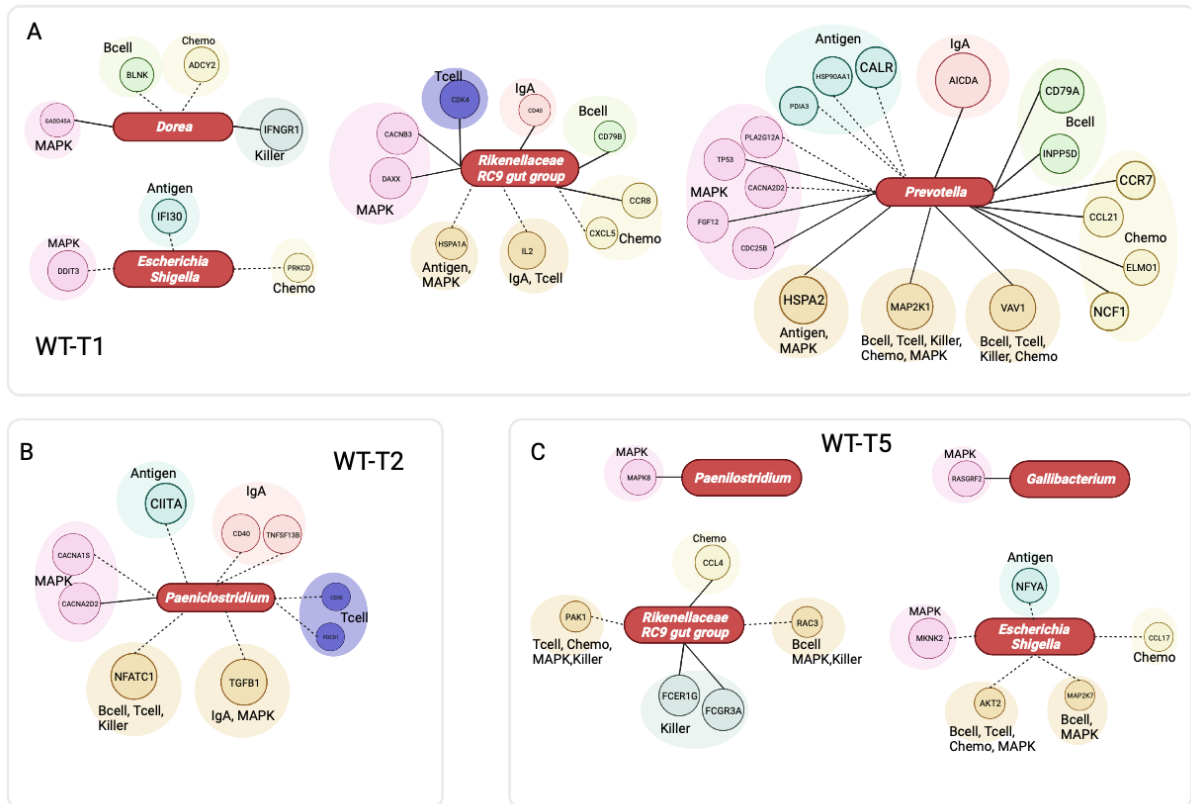 A
Bcell
BLNK
Chemo
ADCY2
GADD45A
MAPK
Dorea
IFNGR1
Killer
Antigen
IFI30
MAPK
DDIT3
Escherichia
Shigella
PRKCD
Chemo
WT-T1
Tcell
CDK4
IgA
CD40
Bcell
CD79B
CACNB3
DAXX
MAPK
Rikenellaceae
RC9 gut group
CCR8
CXCL5
Chemo
HSPA1A
Antigen,
MAPK
IL2
IgA, Tcell
Antigen
HSP90AA1
CALR
PDIA3
IgA
AICDA
CD79A
Bcell
INPP5D
PLA2G12A
TP53
MAPK
CACNA2D2
FGF12
CDC25B
Prevotella
CCR7
CCL21
Chemo
ELMO1
NCF1
HSPA2
Antigen,
MAPK
MAP2K1
Bcell, Tcell, Killer,
Chemo, MAPK
VAV1
Bcell, Tcell,
Killer, Chemo
B
WT-T2
Antigen
CIITA
IgA
CD40
TNFSF13B
CACNA1S
MAPK
CACNA2D2
Paeniclostridium
CD3E
Tcell
PDCD1
NFATC1
Bcell, Tcell,
Killer
TGFB1
IgA, MAPK
C
WT-T5
MAPK
MAPK8
Paenilostridium
MAPK
RASGRF2
Gallibacterium
Chemo
CCL4
PAK1
Tcell, Chemo,
MAPK,Killer
Rikenellaceae
RC9 gut group
RAC3
Bcell
MAPK,Killer
FCER1G
FCGR3A
Killer
Antigen
NFYA
MAPK
MKNK2
Escherichia
Shigella
CCL17
Chemo
AKT2
Bcell, Tcell,
Chemo, MAPK
MAP2K7
Bcell,
MAPK